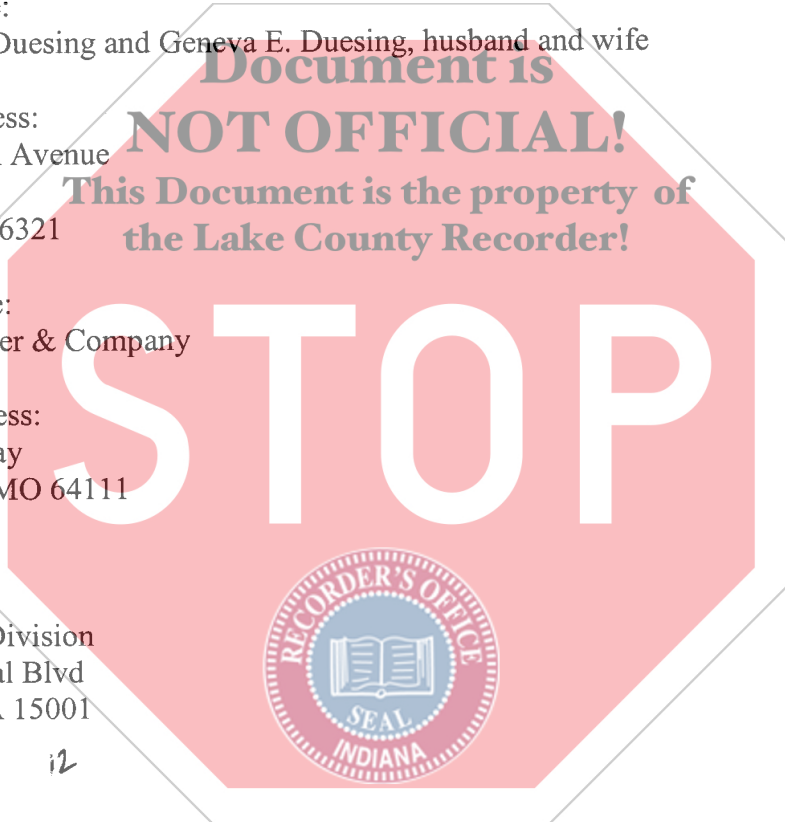 e:
Duesing and Geneva E. Duesing, husband and wife
Document is
NOT OFFICIAL!
ess:
Avenue
This Document is the property of
6321
the Lake County Recorder!
e:
er & Company
STOP
ess:
ay
MO 64111
RECORDER'S OFFICE
SEAL
INDIANA
Division
al Blvd
15001
i2